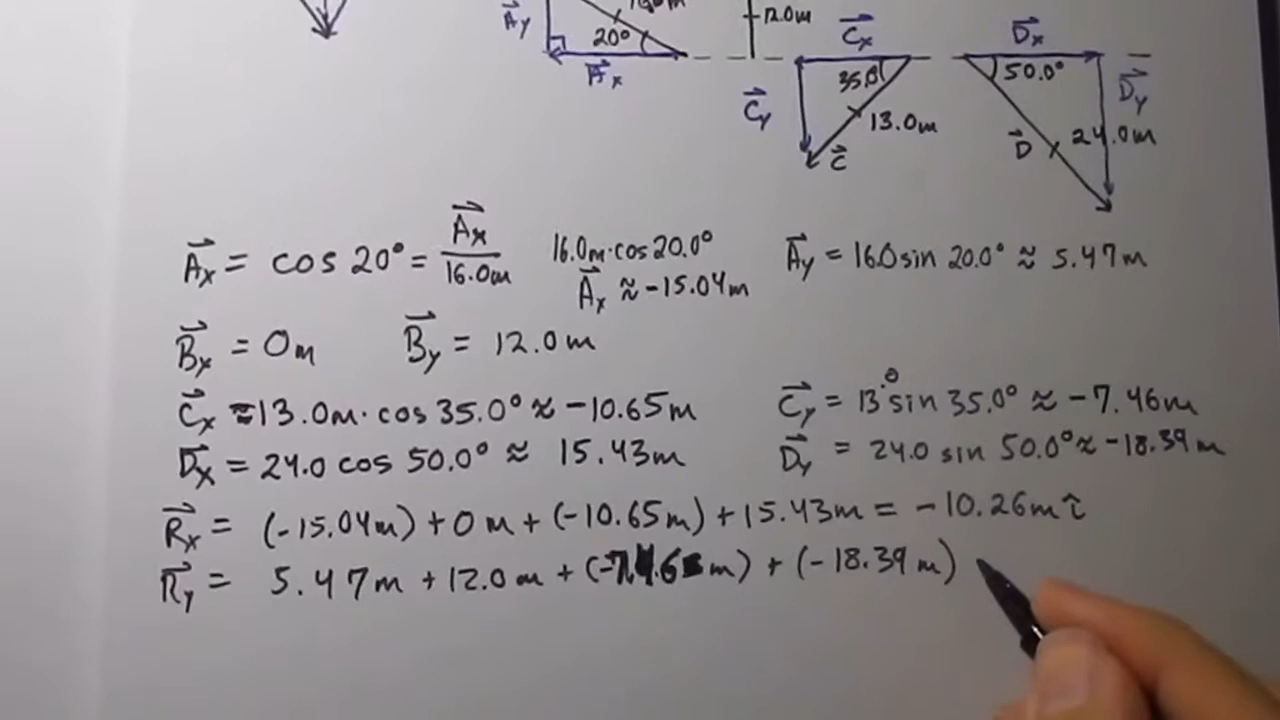 A⃗y
16.0m
20°
A⃗x
12.0m
C⃗x
35.0°
C⃗y
13.0m
C⃗
D⃗x
50.0°
D⃗y
D⃗
24.0m
A⃗x = cos 20° = A⃗x / 16.0m
16.0m·cos 20.0°
A⃗x ≈ -15.04m
A⃗y = 16.0 sin 20.0° ≈ 5.47m
B⃗x = 0m
B⃗y = 12.0m
C⃗x ≈ 13.0m·cos 35.0° ≈ -10.65m
C⃗y = 13.0 sin 35.0° ≈ -7.46m
D⃗x = 24.0 cos 50.0° ≈ 15.43m
D⃗y = 24.0 sin 50.0° ≈ -18.39m
R⃗x = (-15.04m) + 0m + (-10.65m) + 15.43m = -10.26m î
R⃗y = 5.47m + 12.0m + (-7.46m) + (-18.39m)